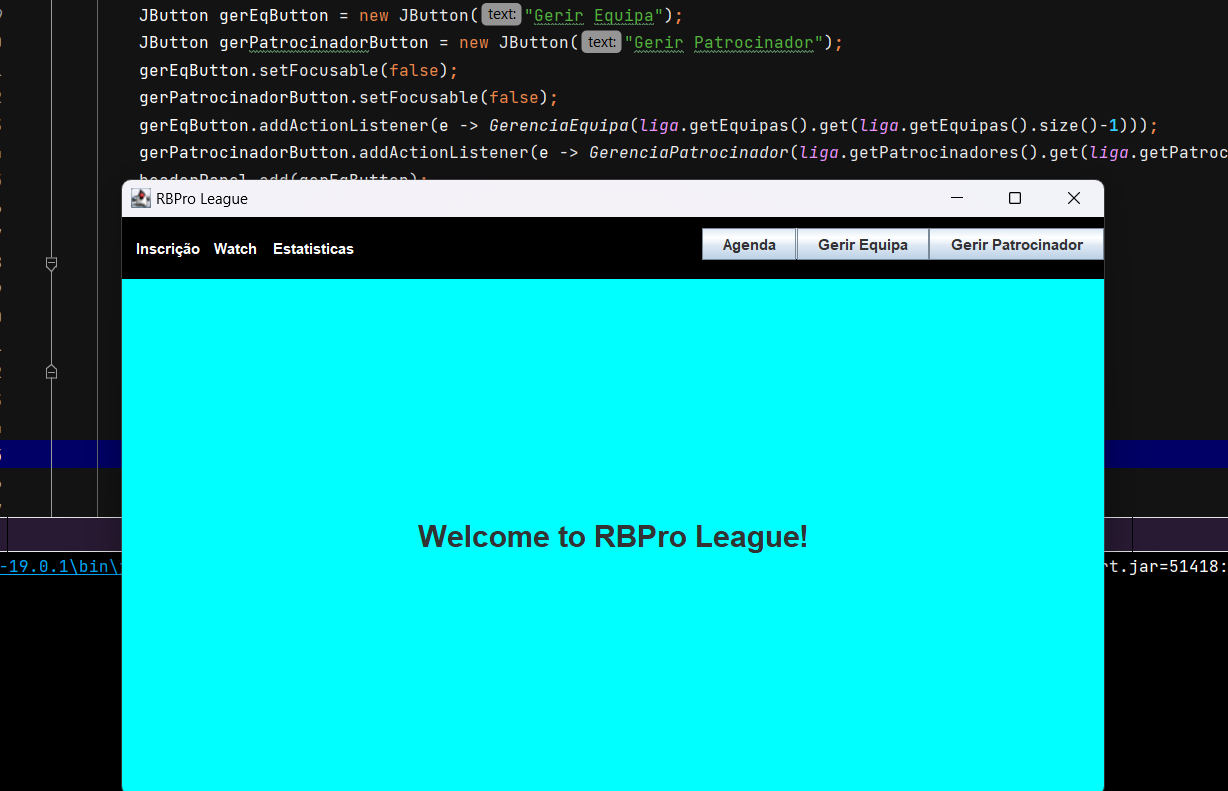 JButton gerEqButton = new JButton( text: "Gerir Equipa");
JButton gerPatrocinadorButton = new JButton( text: "Gerir Patrocinador");
gerEqButton.setFocusable(false);
gerPatrocinadorButton.setFocusable(false);
gerEqButton.addActionListener(e -> GerenciaEquipa(liga.getEquipas().get(liga.getEquipas().size()-1)));
gerPatrocinadorButton.addActionListener(e -> GerenciaPatrocinador(liga.getPatrocinadores().get(liga.getPatroc
headerPanel.add(gerEqButton);
RBPro League
Inscrição Watch Estatisticas Agenda Gerir Equipa Gerir Patrocinador
Welcome to RBPro League!
-19.0.1\bin\ rt.jar=51418: